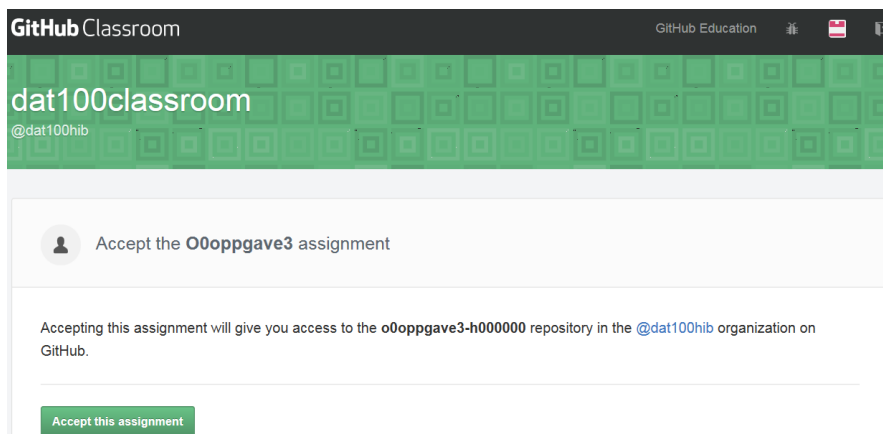 GitHub Classroom
GitHub Education
dat100classroom
@dat100hib
Accept the O0oppgave3 assignment
Accepting this assignment will give you access to the o0oppgave3-h000000 repository in the @dat100hib organization on
GitHub.
Accept this assignment